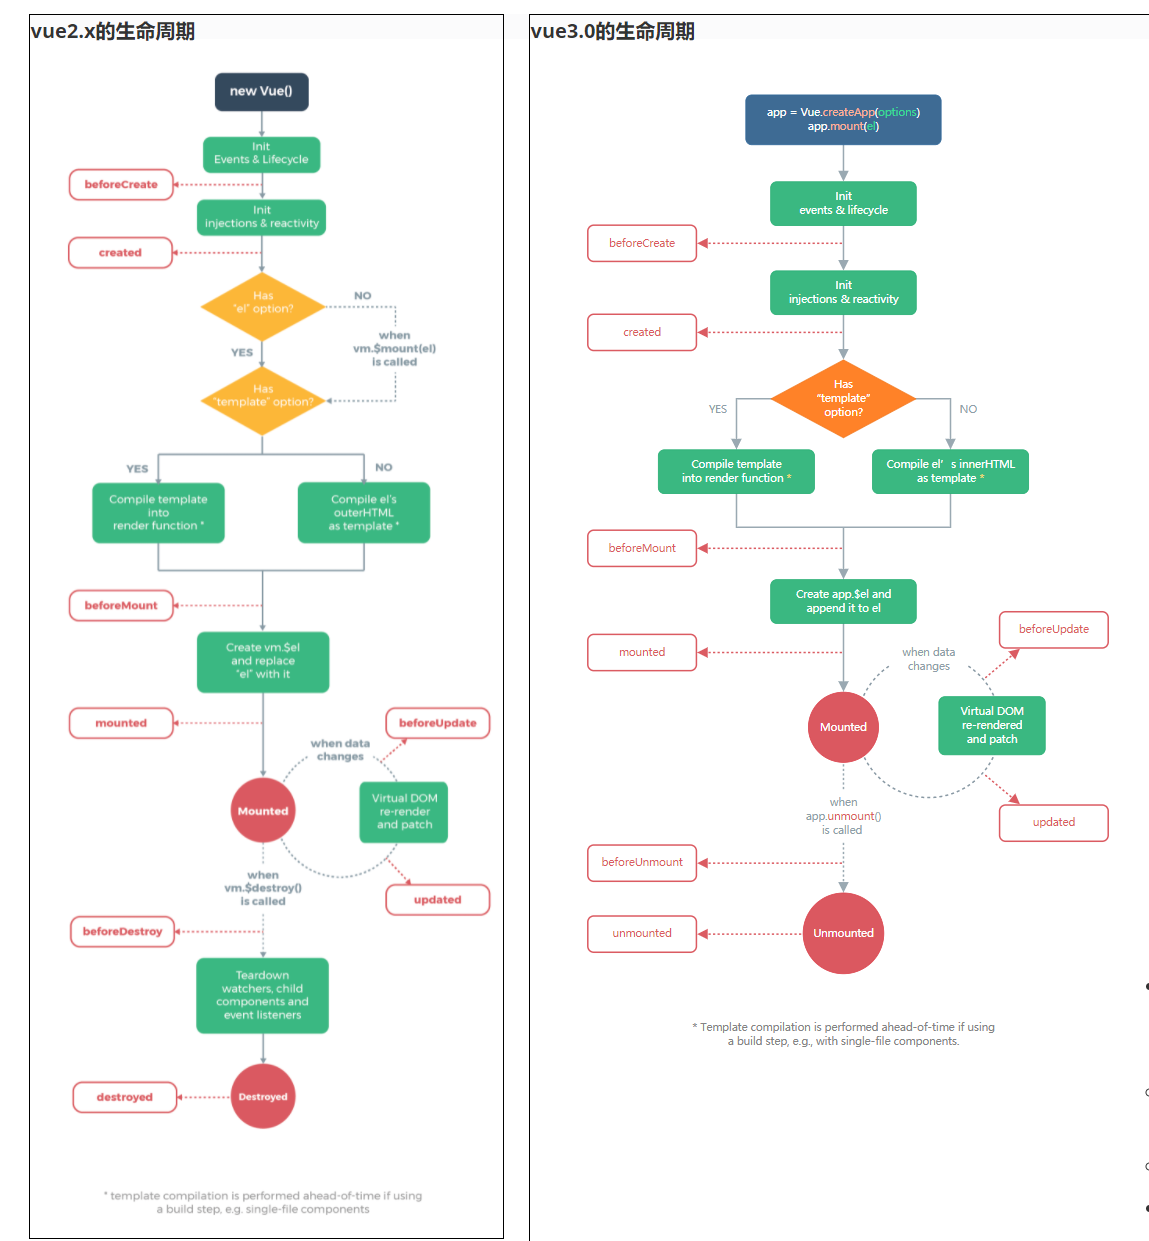 vue2.x的生命周期
new Vue()
Init
Events & Lifecycle
beforeCreate
Init
injections & reactivity
created
Has
"el" option?
NO
when
vm.$mount(el)
is called
YES
Has
"template" option?
YES
NO
Compile template
into
render function *
Compile el's
outerHTML
as template *
beforeMount
Create vm.$el
and replace
"el" with it
mounted
beforeUpdate
when data
changes
Mounted
Virtual DOM
re-render
and patch
when
vm.$destroy()
is called
updated
beforeDestroy
Teardown
watchers, child
components and
event listeners
destroyed
Destroyed
* template compilation is performed ahead-of-time if using
a build step, e.g. single-file components
vue3.0的生命周期
app = Vue.createApp(options)
app.mount(el)
Init
events & lifecycle
beforeCreate
Init
injections & reactivity
created
Has
"template"
option?
YES
NO
Compile template
into render function *
Compile el's innerHTML
as template *
beforeMount
Create app.$el and
append it to el
beforeUpdate
mounted
when data
changes
Mounted
Virtual DOM
re-rendered
and patch
when
app.unmount()
is called
updated
beforeUnmount
unmounted
Unmounted
* Template compilation is performed ahead-of-time if using
a build step, e.g., with single-file components.